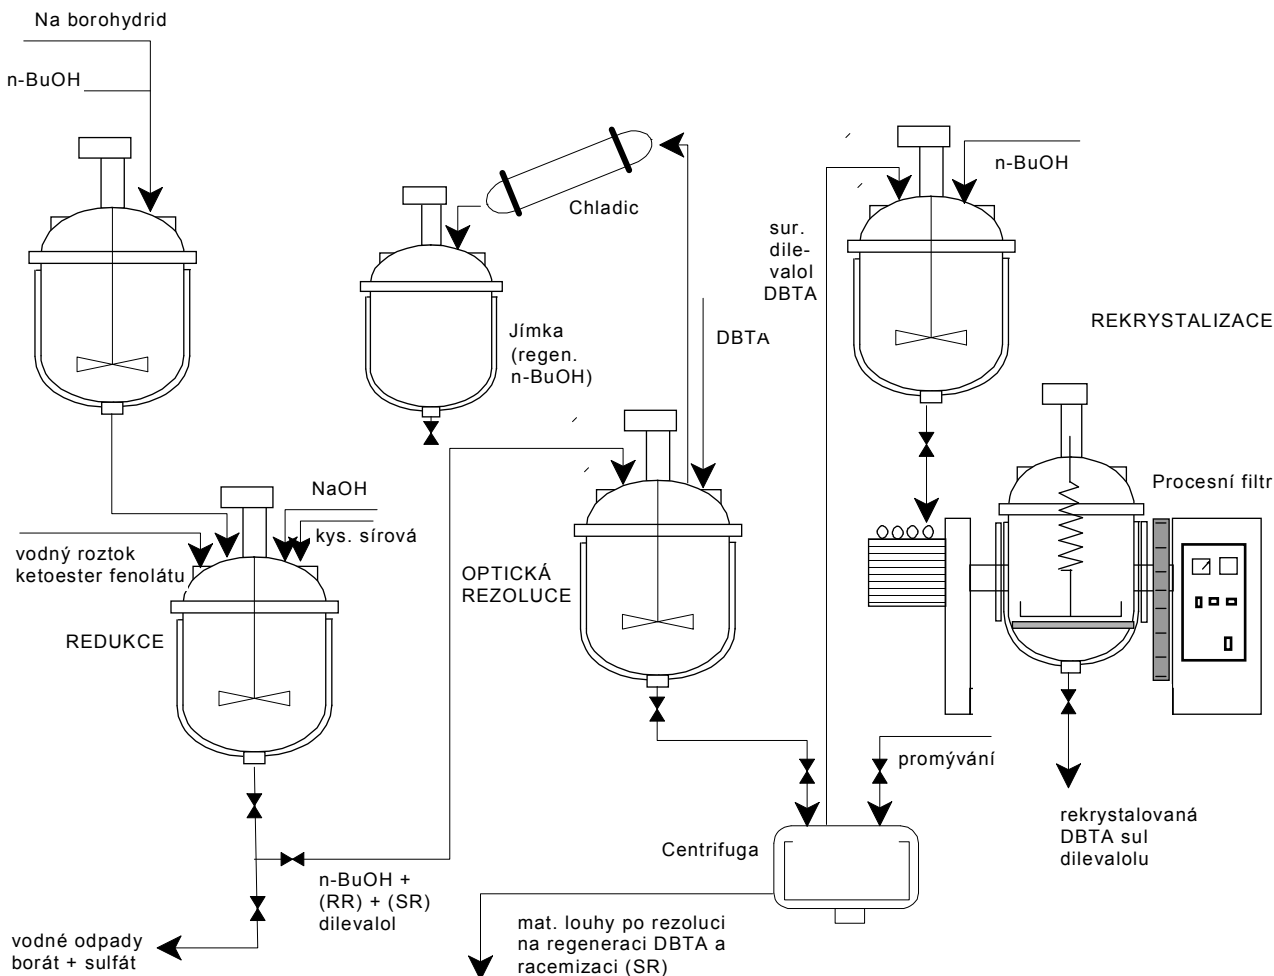 Na borohydrid
n-BuOH
n-BuOH
Chladic
sur.
dile-
valol
DBTA
REKRYSTALIZACE
Jímka
(regen.
n-BuOH)
DBTA
Procesní filtr
NaOH
kys. sírová
vodný roztok
ketoester fenolátu
OPTICKÁ
REZOLUCE
REDUKCE
promývání
rekrystalovaná
DBTA sul
dilevalolu
Centrifuga
n-BuOH +
(RR) + (SR)
dilevalol
vodné odpady
borát + sulfát
mat. louhy po rezoluci
na regeneraci DBTA a
racemizaci (SR)